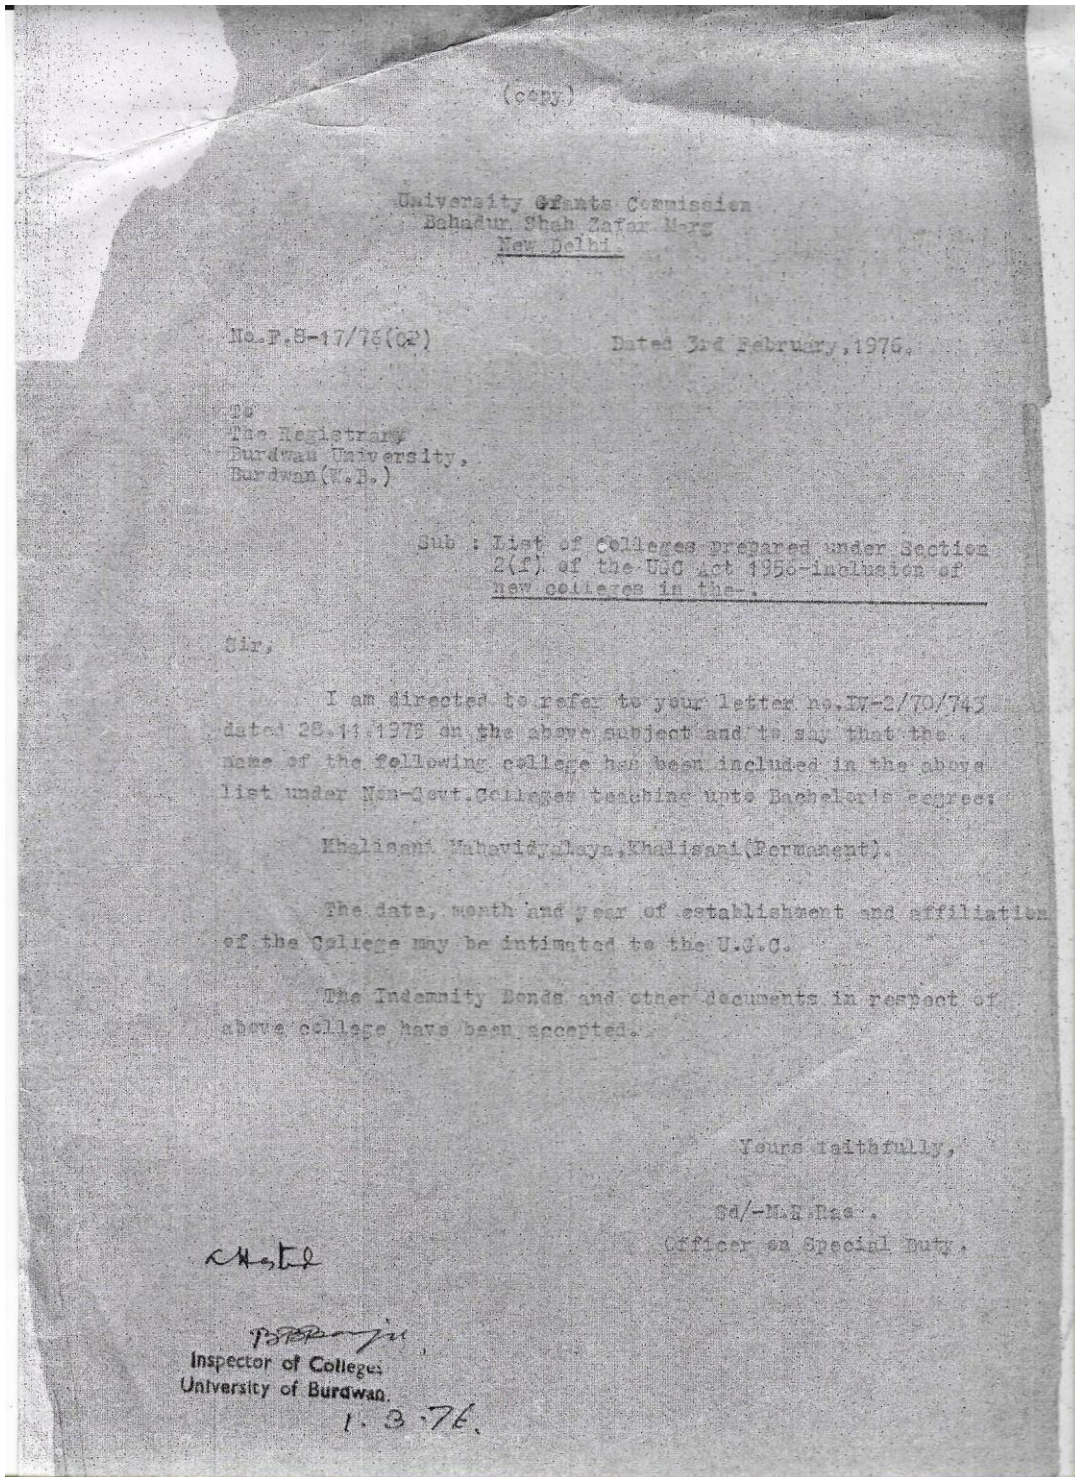 (copy)
University Grants Commission
Bahadur Shah Zafar Marg
New Delhi.
No.F.8-17/76(CP)
Dated 3rd February,1976.
To
The Registrar
Burdwan University,
Burdwan(W.B.)
Sub : List of Colleges prepared under Section
2(f) of the UGC Act 1956-inclusion of
new colleges in the-.
Sir,
I am directed to refer to your letter no.IV-2/70/743
dated 28.11.1979 on the above subject and to say that the
name of the following college has been included in the above
list under Non-Govt.Colleges teaching upto Bachelor's degree:
Khalisani Mahavidyalaya,Khalisani(Permanent).
The date, month and year of establishment and affiliation
of the College may be intimated to the U.G.C.
The Indemnity Bonds and other documents in respect of
above college have been accepted.
Yours faithfully,
Sd/-M.R.Rao.
Officer on Special Duty.
Attested
Inspector of Colleges
University of Burdwan.
1.3.76.